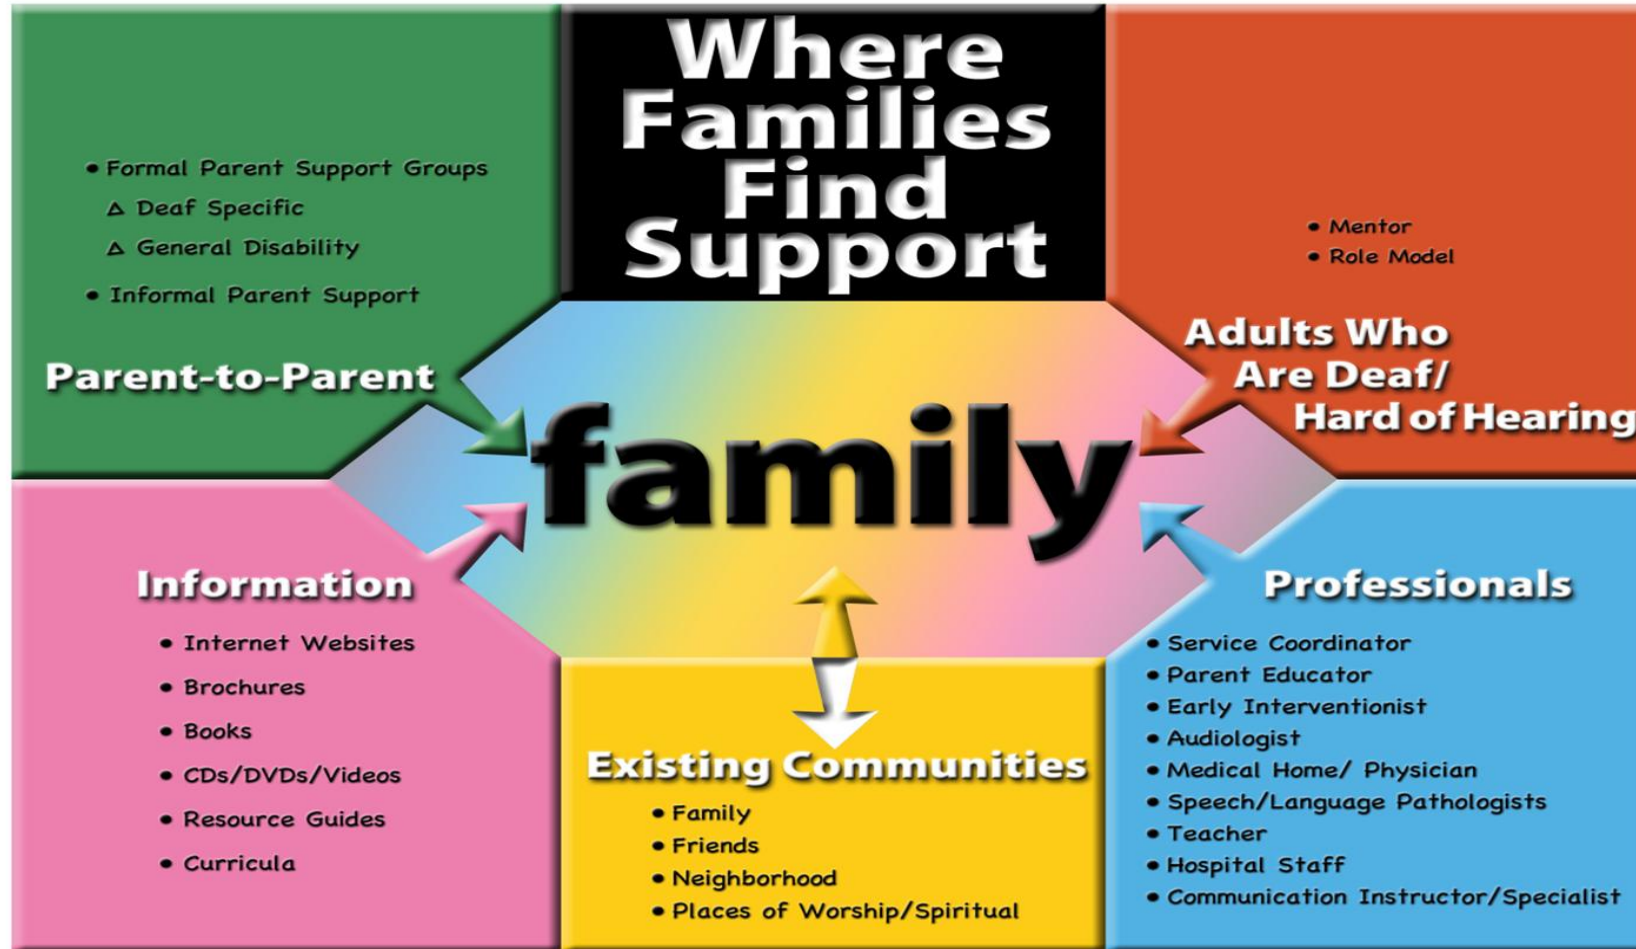 Where
Families
Find
Support
• Formal Parent Support Groups
Δ Deaf Specific
Δ General Disability
• Informal Parent Support
Parent-to-Parent
• Mentor
• Role Model
Adults Who
Are Deaf/
Hard of Hearing
family
Information
• Internet Websites
• Brochures
• Books
• CDs/DVDs/Videos
• Resource Guides
• Curricula
Existing Communities
• Family
• Friends
• Neighborhood
• Places of Worship/Spiritual
Professionals
• Service Coordinator
• Parent Educator
• Early Interventionist
• Audiologist
• Medical Home/ Physician
• Speech/Language Pathologists
• Teacher
• Hospital Staff
• Communication Instructor/Specialist